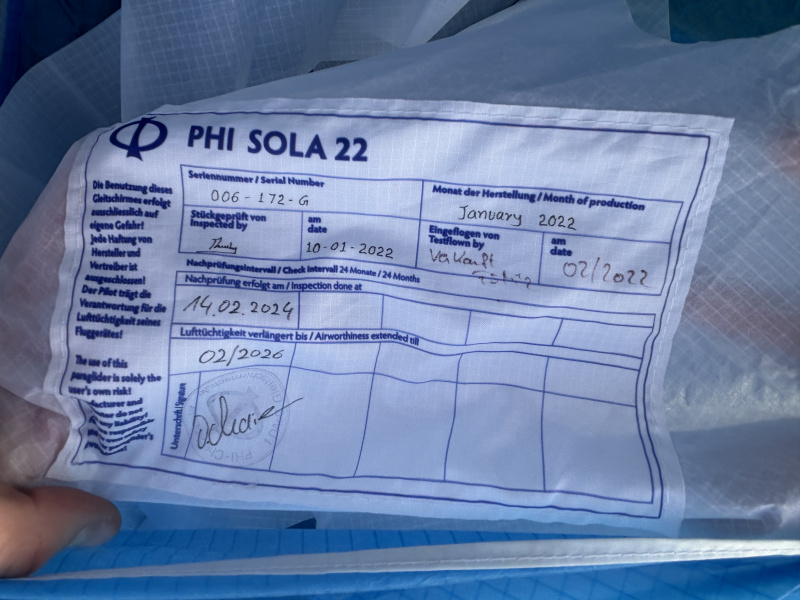 PHI SOLA 22
Die Benutzung dieses
Gleitschirmes erfolgt
ausschliesslich auf
eigene Gefahr!
Jede Haftung von
Hersteller und
Vertreiber ist
ausgeschlossen!
Der Pilot trägt die
Verantwortung für die
Lufttüchtigkeit seines
Fluggerätes!
The use of this
paraglider is solely the
user's own risk!
Seriennummer / Serial Number
006-172-G
Monat der Herstellung / Month of production
January 2022
Stückgeprüft von
Inspected by
am
date
10-01-2022
Eingeflogen von
Testflown by
Verkauft
am
date
02/2022
Nachprüfungsintervall / Check Intervall 24 Monate / 24 Months
Nachprüfung erfolgt am / Inspection done at
14.02.2024
Lufttüchtigkeit verlängert bis / Airworthiness extended till
02/2026
Unterschrift/Signature